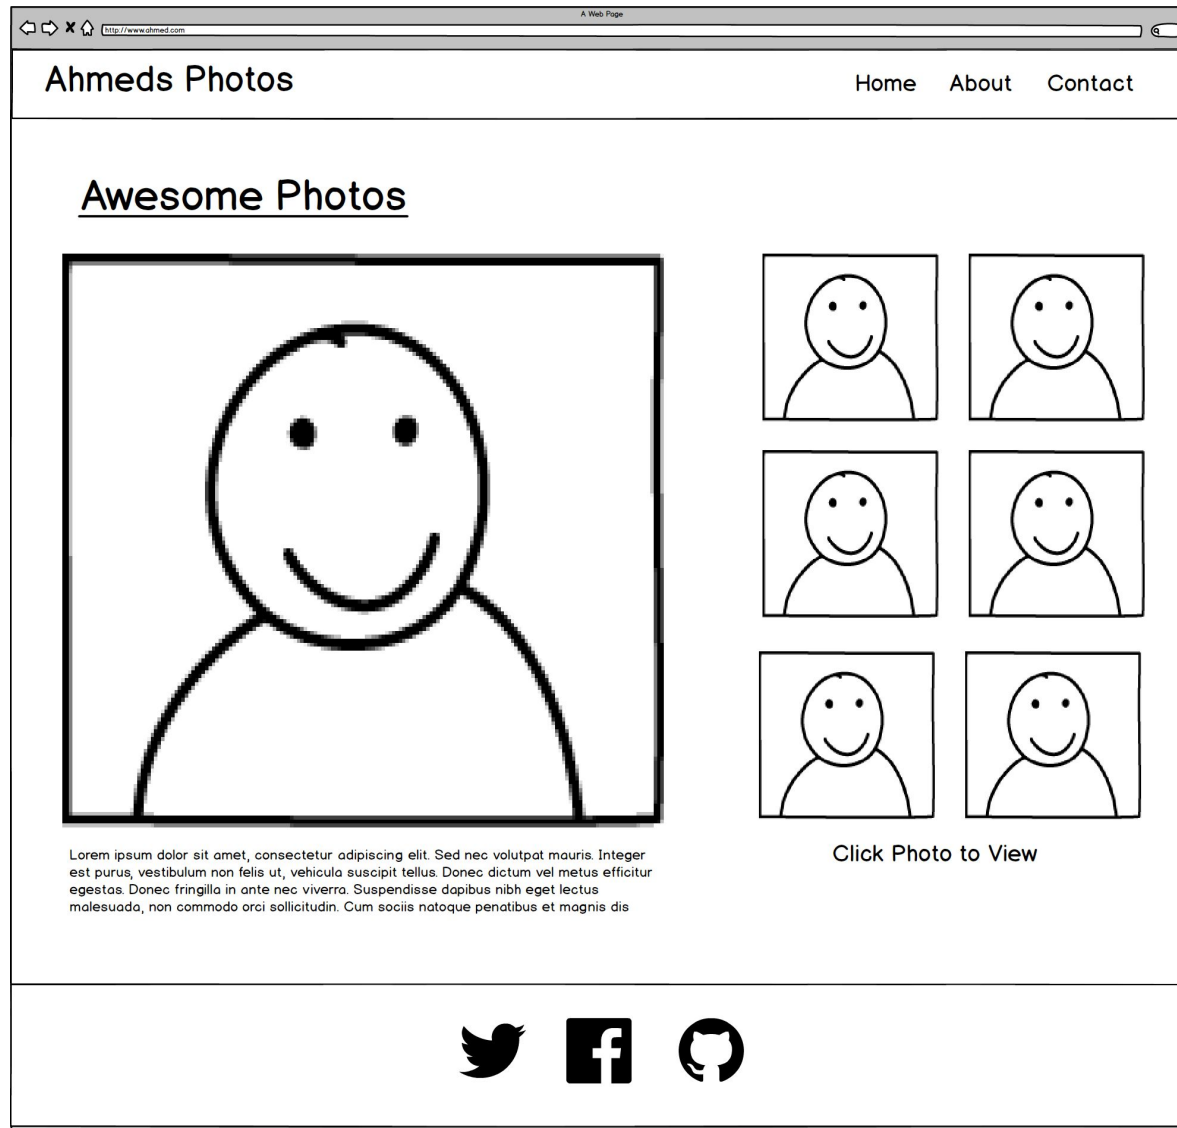 A Web Page
http://www.ahmed.com
Ahmeds Photos
Home About Contact
Awesome Photos
Lorem ipsum dolor sit amet, consectetur adipiscing elit. Sed nec volutpat mauris. Integer
est purus, vestibulum non felis ut, vehicula suscipit tellus. Donec dictum vel metus efficitur
egestas. Donec fringilla in ante nec viverra. Suspendisse dapibus nibh eget lectus
malesuada, non commodo orci sollicitudin. Cum sociis natoque penatibus et magnis dis
Click Photo to View